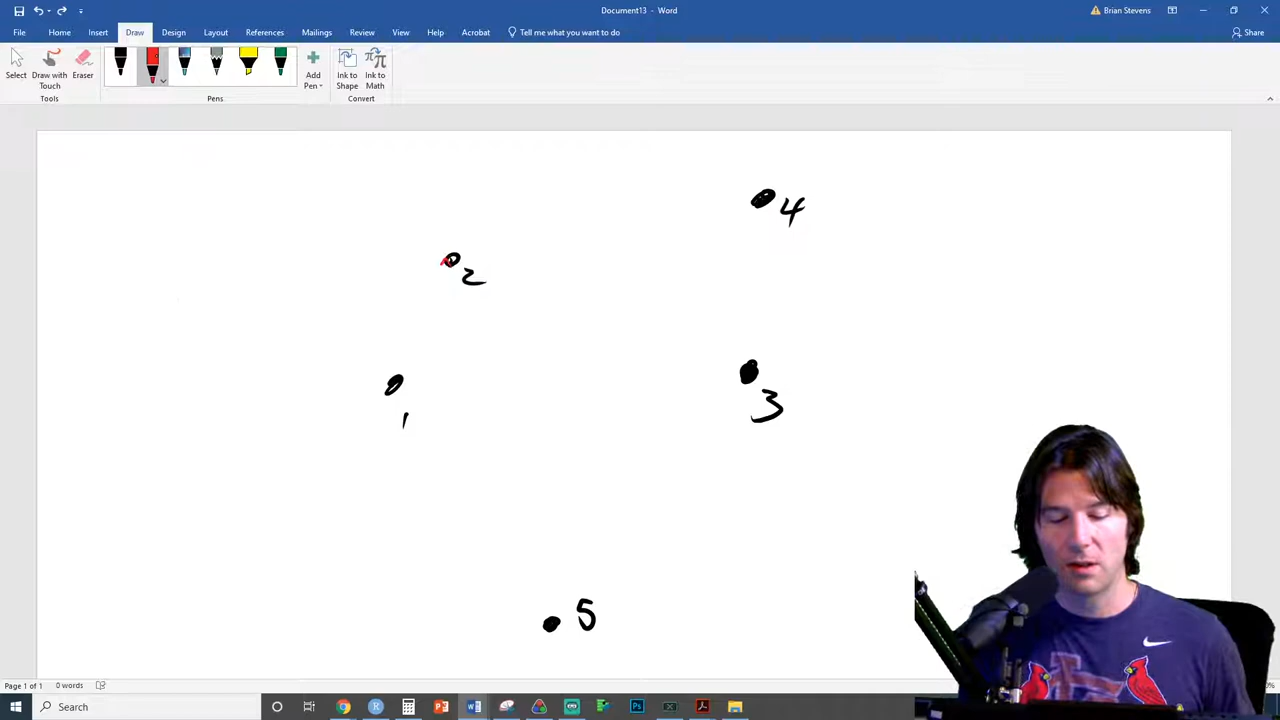 Document13 - Word
Brian Stevens
File Home Insert Draw Design Layout References Mailings Review View Help Acrobat Tell me what you want to do Share
Select Draw with Touch Eraser Add Pen Ink to Shape Ink to Math
Tools Pens Convert
4
2
3
1
5
Page 1 of 1 0 words
Search